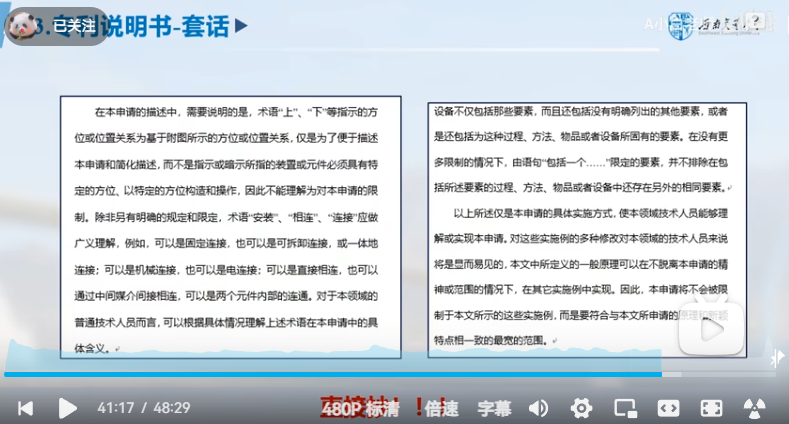 已关注
3.专利说明书-套话
在本申请的描述中，需要说明的是，术语“上”、“下”等指示的方
位或位置关系为基于附图所示的方位或位置关系，仅是为了便于描述
本申请和简化描述，而不是指示或暗示所指的装置或元件必须具有特
定的方位、以特定的方位构造和操作，因此不能理解为对本申请的限
制。除非另有明确的规定和限定，术语“安装”、“相连”、“连接”应做
广义理解，例如，可以是固定连接，也可以是可拆卸连接，或一体地
连接；可以是机械连接，也可以是电连接；可以是直接相连，也可以
通过中间媒介间接相连，可以是两个元件内部的连通。对于本领域的
普通技术人员而言，可以根据具体情况理解上述术语在本申请中的具
体含义。
设备不仅包括那些要素，而且还包括没有明确列出的其他要素，或者
是还包括为这种过程、方法、物品或者设备所固有的要素。在没有更
多限制的情况下，由语句“包括一个……”限定的要素，并不排除在包
括所述要素的过程、方法、物品或者设备中还存在另外的相同要素。
以上所述仅是本申请的具体实施方式，使本领域技术人员能够理
解或实现本申请。对这些实施例的多种修改对本领域的技术人员来说
将是显而易见的，本文中所定义的一般原理可以在不脱离本申请的精
神或范围的情况下，在其它实施例中实现。因此，本申请将不会被限
制于本文所示的这些实施例，而是要符合与本文所申请的原理和新颖
特点相一致的最宽的范围。
41:17 / 48:29
480P 标清
倍速
字幕